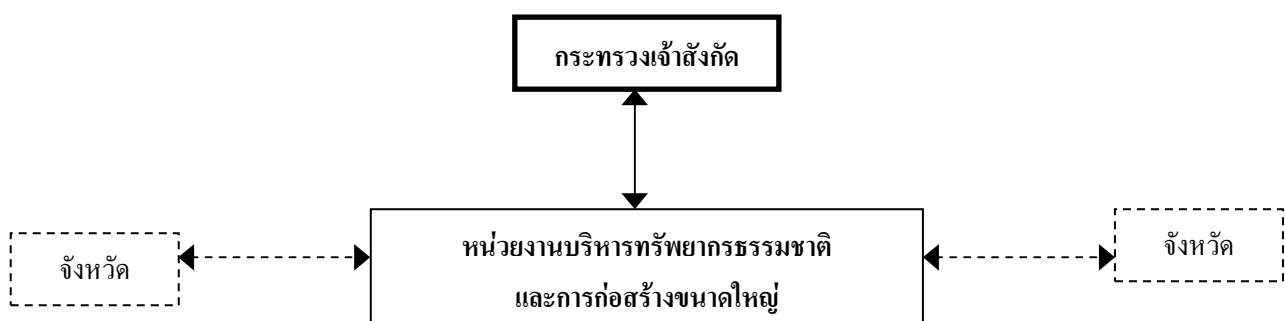 กระทรวงเจ้าสังกัด
จังหวัด
หน่วยงานบริหารทรัพยากรธรรมชาติ
และการก่อสร้างขนาดใหญ่
จังหวัด